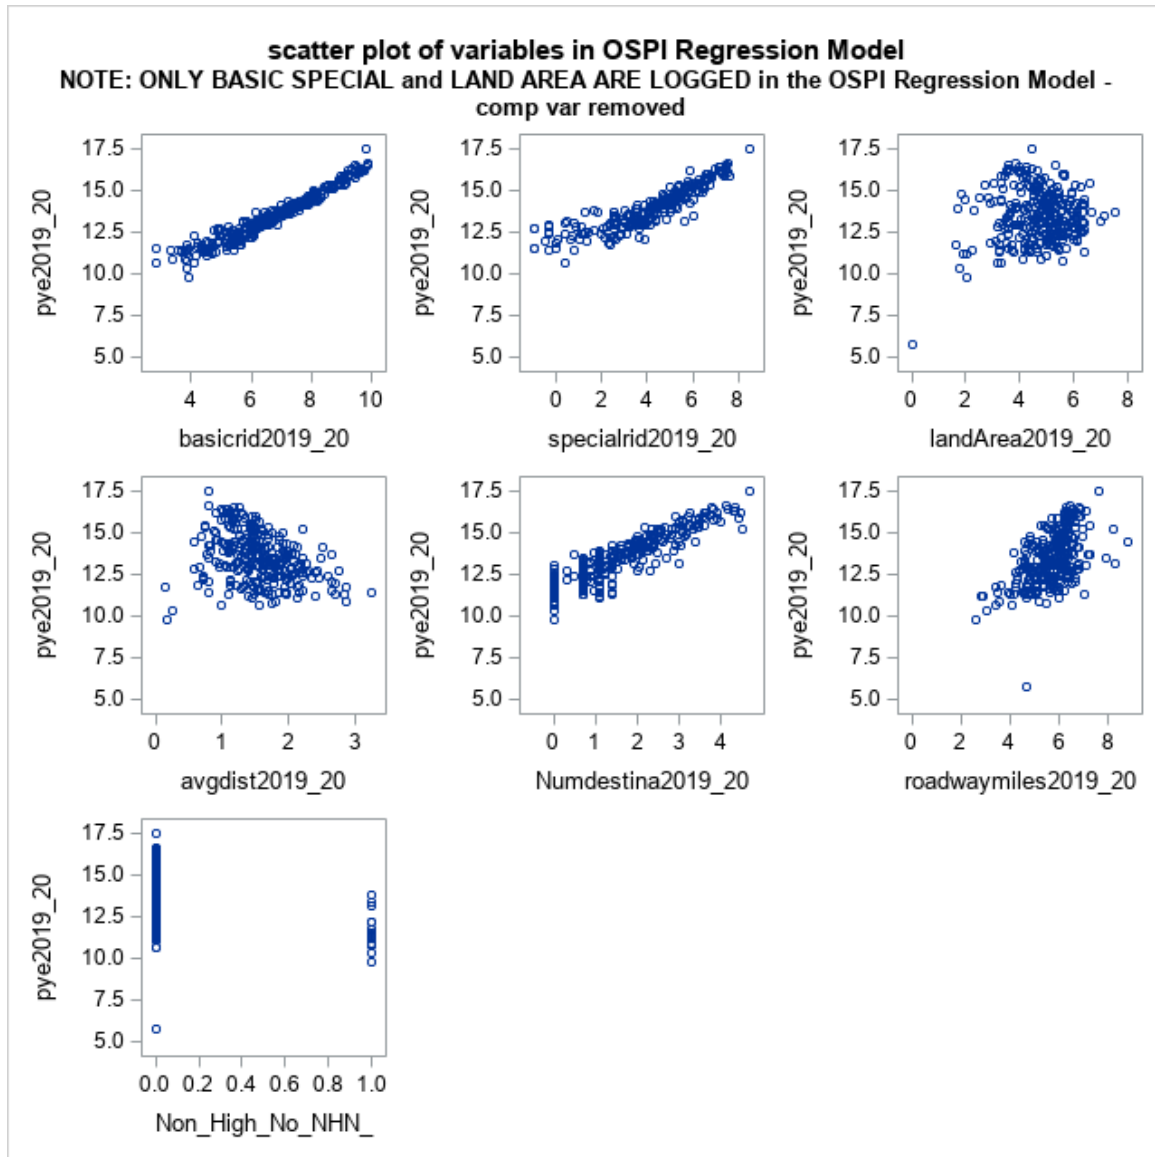 scatter plot of variables in OSPI Regression Model
NOTE: ONLY BASIC SPECIAL and LAND AREA ARE LOGGED in the OSPI Regression Model -
comp var removed
17.5
15.0
12.5
10.0
7.5
5.0
pye2019_20
4 6 8 10
basicrid2019_20
17.5
15.0
12.5
10.0
7.5
5.0
pye2019_20
0 2 4 6 8
specialrid2019_20
17.5
15.0
12.5
10.0
7.5
5.0
pye2019_20
0 2 4 6 8
landArea2019_20
17.5
15.0
12.5
10.0
7.5
5.0
pye2019_20
0 1 2 3
avgdist2019_20
17.5
15.0
12.5
10.0
7.5
5.0
pye2019_20
0 1 2 3 4
Numdestina2019_20
17.5
15.0
12.5
10.0
7.5
5.0
pye2019_20
0 2 4 6 8
roadwaymiles2019_20
17.5
15.0
12.5
10.0
7.5
5.0
pye2019_20
0.0 0.2 0.4 0.6 0.8 1.0
Non_High_No_NHN_